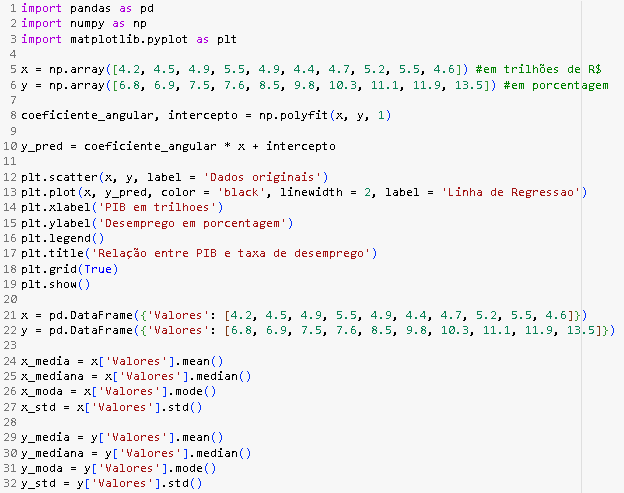 1 import pandas as pd
2 import numpy as np
3 import matplotlib.pyplot as plt
4
5 x = np.array([4.2, 4.5, 4.9, 5.5, 4.9, 4.4, 4.7, 5.2, 5.5, 4.6]) #em trilhões de R$
6 y = np.array([6.8, 6.9, 7.5, 7.6, 8.5, 9.8, 10.3, 11.1, 11.9, 13.5]) #em porcentagem
7
8 coeficiente_angular, intercepto = np.polyfit(x, y, 1)
9
10 y_pred = coeficiente_angular * x + intercepto
11
12 plt.scatter(x, y, label = 'Dados originais')
13 plt.plot(x, y_pred, color = 'black', linewidth = 2, label = 'Linha de Regressao')
14 plt.xlabel('PIB em trilhoes')
15 plt.ylabel('Desemprego em porcentagem')
16 plt.legend()
17 plt.title('Relação entre PIB e taxa de desemprego')
18 plt.grid(True)
19 plt.show()
20
21 x = pd.DataFrame({'Valores': [4.2, 4.5, 4.9, 5.5, 4.9, 4.4, 4.7, 5.2, 5.5, 4.6]})
22 y = pd.DataFrame({'Valores': [6.8, 6.9, 7.5, 7.6, 8.5, 9.8, 10.3, 11.1, 11.9, 13.5]})
23
24 x_media = x['Valores'].mean()
25 x_mediana = x['Valores'].median()
26 x_moda = x['Valores'].mode()
27 x_std = x['Valores'].std()
28
29 y_media = y['Valores'].mean()
30 y_mediana = y['Valores'].median()
31 y_moda = y['Valores'].mode()
32 y_std = y['Valores'].std()